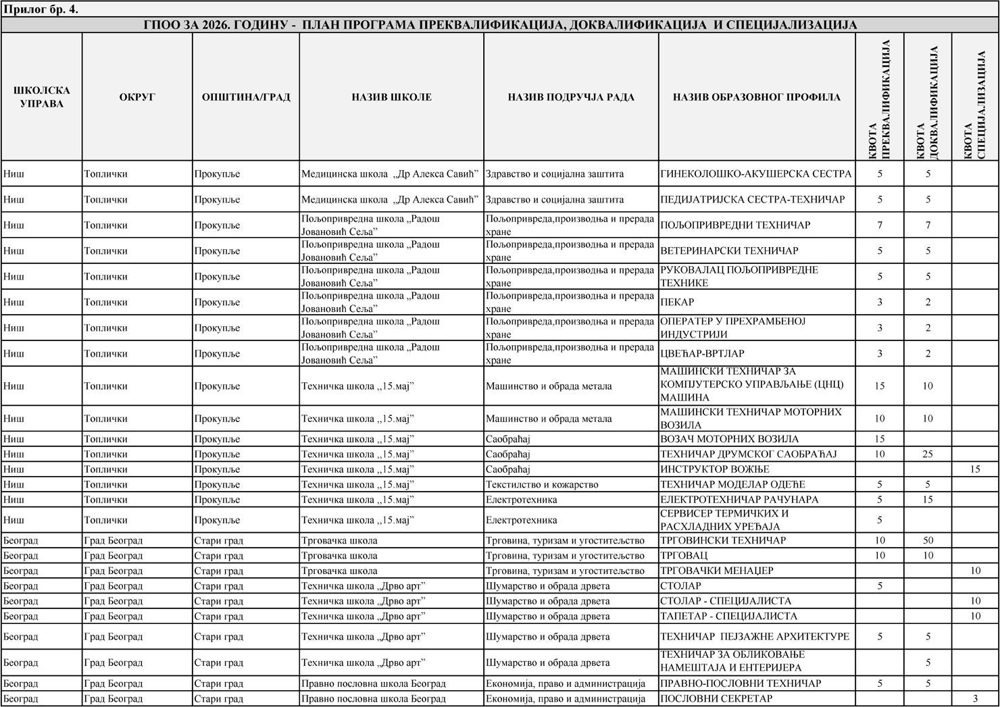 Прилог бр. 4.
ГПОО ЗА 2026. ГОДИНУ - ПЛАН ПРОГРАМА ПРЕКВАЛИФИКАЦИЈА, ДОКВАЛИФИКАЦИЈА И СПЕЦИЈАЛИЗАЦИЈА
ШКОЛСКА УПРАВА ОКРУГ ОПШТИНА/ГРАД НАЗИВ ШКОЛЕ НАЗИВ ПОДРУЧЈА РАДА НАЗИВ ОБРАЗОВНОГ ПРОФИЛА КВОТА ПРЕКВАЛИФИКАЦИЈА КВОТА ДОКВАЛИФИКАЦИЈА КВОТА СПЕЦИЈАЛИЗАЦИЈА
Ниш Топлички Прокупље Медицинска школа „Др Алекса Савић” Здравство и социјална заштита ГИНЕКОЛОШКО-АКУШЕРСКА СЕСТРА 5 5
Ниш Топлички Прокупље Медицинска школа „Др Алекса Савић” Здравство и социјална заштита ПЕДИЈАТРИЈСКА СЕСТРА-ТЕХНИЧАР 5 5
Ниш Топлички Прокупље Пољопривредна школа „Радош Јовановић Сеља” Пољопривреда,производња и прерада хране ПОЉОПРИВРЕДНИ ТЕХНИЧАР 7 7
Ниш Топлички Прокупље Пољопривредна школа „Радош Јовановић Сеља” Пољопривреда,производња и прерада хране ВЕТЕРИНАРСКИ ТЕХНИЧАР 5 5
Ниш Топлички Прокупље Пољопривредна школа „Радош Јовановић Сеља” Пољопривреда,производња и прерада хране РУКОВАЛАЦ ПОЉОПРИВРЕДНЕ ТЕХНИКЕ 5 5
Ниш Топлички Прокупље Пољопривредна школа „Радош Јовановић Сеља” Пољопривреда,производња и прерада хране ПЕКАР 3 2
Ниш Топлички Прокупље Пољопривредна школа „Радош Јовановић Сеља” Пољопривреда,производња и прерада хране ОПЕРАТЕР У ПРЕХРАМБЕНОЈ ИНДУСТРИЈИ 3 2
Ниш Топлички Прокупље Пољопривредна школа „Радош Јовановић Сеља” Пољопривреда,производња и прерада хране ЦВЕЋАР-ВРТЛАР 3 2
Ниш Топлички Прокупље Техничка школа ,,15.мај” Машинство и обрада метала МАШИНСКИ ТЕХНИЧАР ЗА КОМПЈУТЕРСКО УПРАВЉАЊЕ (ЦНЦ) МАШИНА 15 10
Ниш Топлички Прокупље Техничка школа ,,15.мај” Машинство и обрада метала МАШИНСКИ ТЕХНИЧАР МОТОРНИХ ВОЗИЛА 10 10
Ниш Топлички Прокупље Техничка школа ,,15.мај” Саобраћај ВОЗАЧ МОТОРНИХ ВОЗИЛА 15
Ниш Топлички Прокупље Техничка школа ,,15.мај” Саобраћај ТЕХНИЧАР ДРУМСКОГ САОБРАЋАЈ 10 25
Ниш Топлички Прокупље Техничка школа ,,15.мај” Саобраћај ИНСТРУКТОР ВОЖЊЕ 15
Ниш Топлички Прокупље Техничка школа ,,15.мај” Текстилство и кожарство ТЕХНИЧАР МОДЕЛАР ОДЕЋЕ 5 5
Ниш Топлички Прокупље Техничка школа ,,15.мај” Електротехника ЕЛЕКТРОТЕХНИЧАР РАЧУНАРА 5 15
Ниш Топлички Прокупље Техничка школа ,,15.мај” Електротехника СЕРВИСЕР ТЕРМИЧКИХ И РАСХЛАДНИХ УРЕЂАЈА 5
Београд Град Београд Стари град Трговачка школа Трговина, туризам и угоститељство ТРГОВИНСКИ ТЕХНИЧАР 10 50
Београд Град Београд Стари град Трговачка школа Трговина, туризам и угоститељство ТРГОВАЦ 10 10
Београд Град Београд Стари град Трговачка школа Трговина, туризам и угоститељство ТРГОВАЧКИ МЕНАЏЕР 10
Београд Град Београд Стари град Техничка школа „Дрво арт” Шумарство и обрада дрвета СТОЛАР 5
Београд Град Београд Стари град Техничка школа „Дрво арт” Шумарство и обрада дрвета СТОЛАР - СПЕЦИЈАЛИСТА 10
Београд Град Београд Стари град Техничка школа „Дрво арт” Шумарство и обрада дрвета ТАПЕТАР - СПЕЦИЈАЛИСТА 10
Београд Град Београд Стари град Техничка школа „Дрво арт” Шумарство и обрада дрвета ТЕХНИЧАР ПЕЈЗАЖНЕ АРХИТЕКТУРЕ 5 5
Београд Град Београд Стари град Техничка школа „Дрво арт” Шумарство и обрада дрвета ТЕХНИЧАР ЗА ОБЛИКОВАЊЕ НАМЕШТАЈА И ЕНТЕРИЈЕРА 5
Београд Град Београд Стари град Правно пословна школа Београд Економија, право и администрација ПРАВНО-ПОСЛОВНИ ТЕХНИЧАР 5 5
Београд Град Београд Стари град Правно пословна школа Београд Економија, право и администрација ПОСЛОВНИ СЕКРЕТАР 3